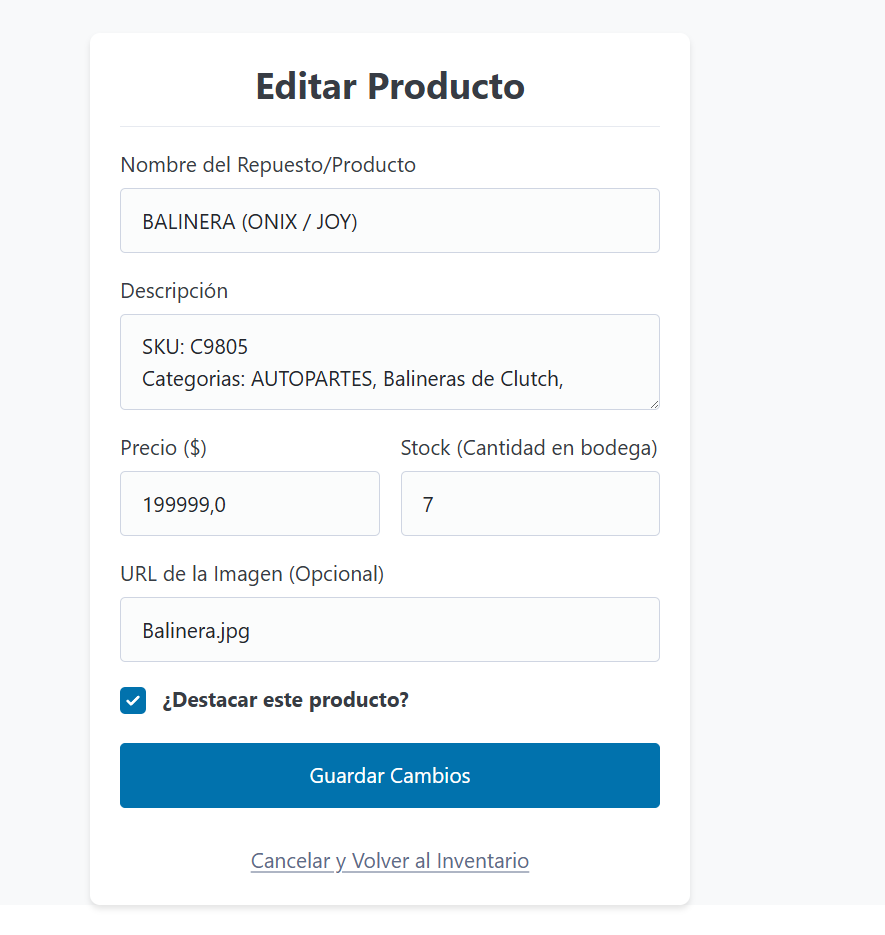 Editar Producto
Nombre del Repuesto/Producto
BALINERA (ONIX / JOY)
Descripción
SKU: C9805
Categorias: AUTOPARTES, Balineras de Clutch,
Precio ($)
Stock (Cantidad en bodega)
199999,0
7
URL de la Imagen (Opcional)
Balinera.jpg
¿Destacar este producto?
Guardar Cambios
Cancelar y Volver al Inventario